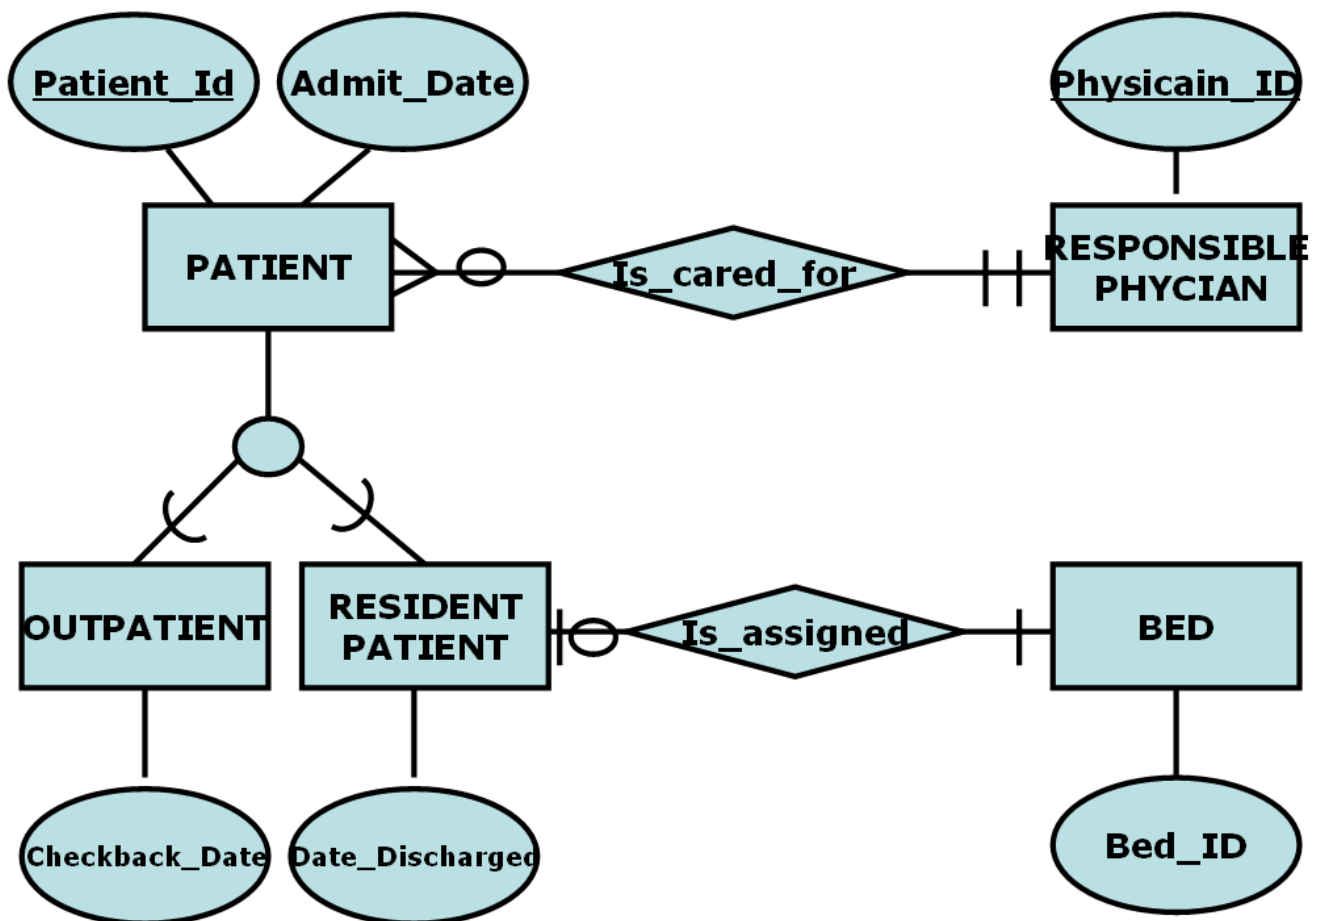 Patient_Id
Admit_Date
Physicain_ID
PATIENT
Is_cared_for
RESPONSIBLE
PHYCIAN
OUTPATIENT
RESIDENT
PATIENT
Is_assigned
BED
Checkback_Date
Date_Discharged
Bed_ID